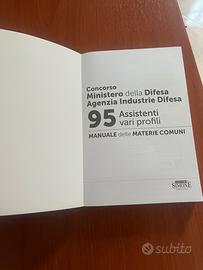 Concorso
Ministero della Difesa
Agenzia Industrie Difesa
95 Assistenti
vari profili
MANUALE delle MATERIE COMUNI
SIMONE
subito